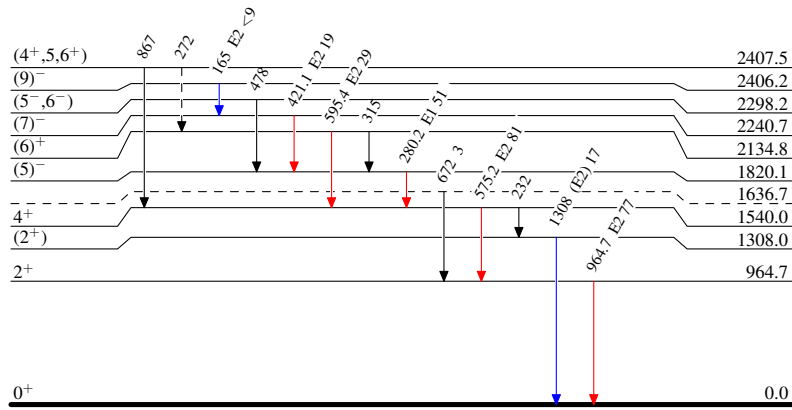 867
272
165 E2 <9
478
421.1 E2 19
595.4 E2 29
315
280.2 E1 51
672 3
575.2 E2 81
232
1308 (E2) 17
964.7 E2 77
(4⁺,5,6⁺) 2407.5
(9)⁻ 2406.2
(5⁻,6⁻) 2298.2
(7)⁻ 2240.7
(6)⁺ 2134.8
(5)⁻ 1820.1
1636.7
4⁺ 1540.0
(2⁺) 1308.0
2⁺ 964.7
0⁺ 0.0